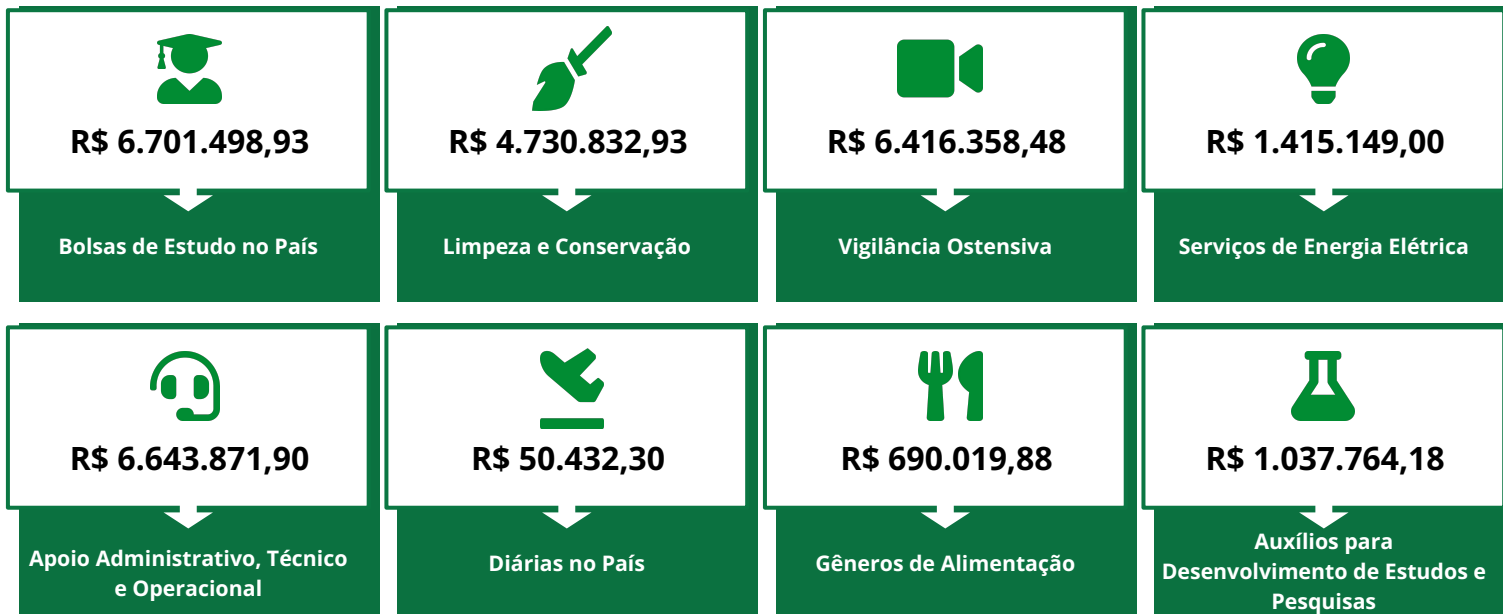 R$ 6.701.498,93
Bolsas de Estudo no País
R$ 4.730.832,93
Limpeza e Conservação
R$ 6.416.358,48
Vigilância Ostensiva
R$ 1.415.149,00
Serviços de Energia Elétrica
R$ 6.643.871,90
Apoio Administrativo, Técnico
e Operacional
R$ 50.432,30
Diárias no País
R$ 690.019,88
Gêneros de Alimentação
R$ 1.037.764,18
Auxílios para
Desenvolvimento de Estudos e
Pesquisas